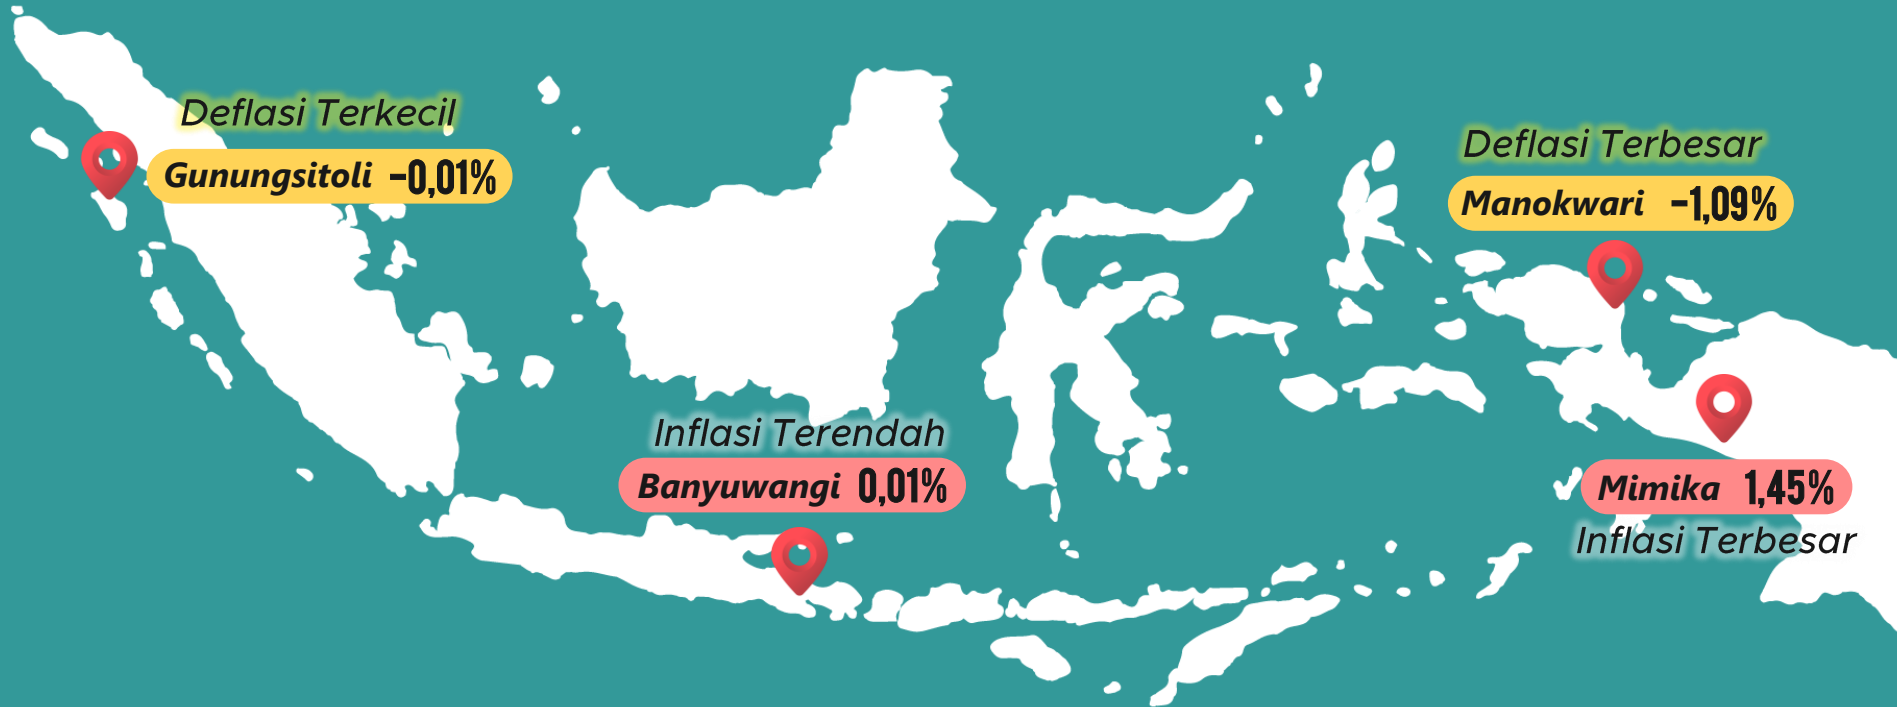 Deflasi Terkecil
Gunungsitoli -0,01%
Deflasi Terbesar
Manokwari -1,09%
Inflasi Terendah
Banyuwangi 0,01%
Mimika 1,45%
Inflasi Terbesar